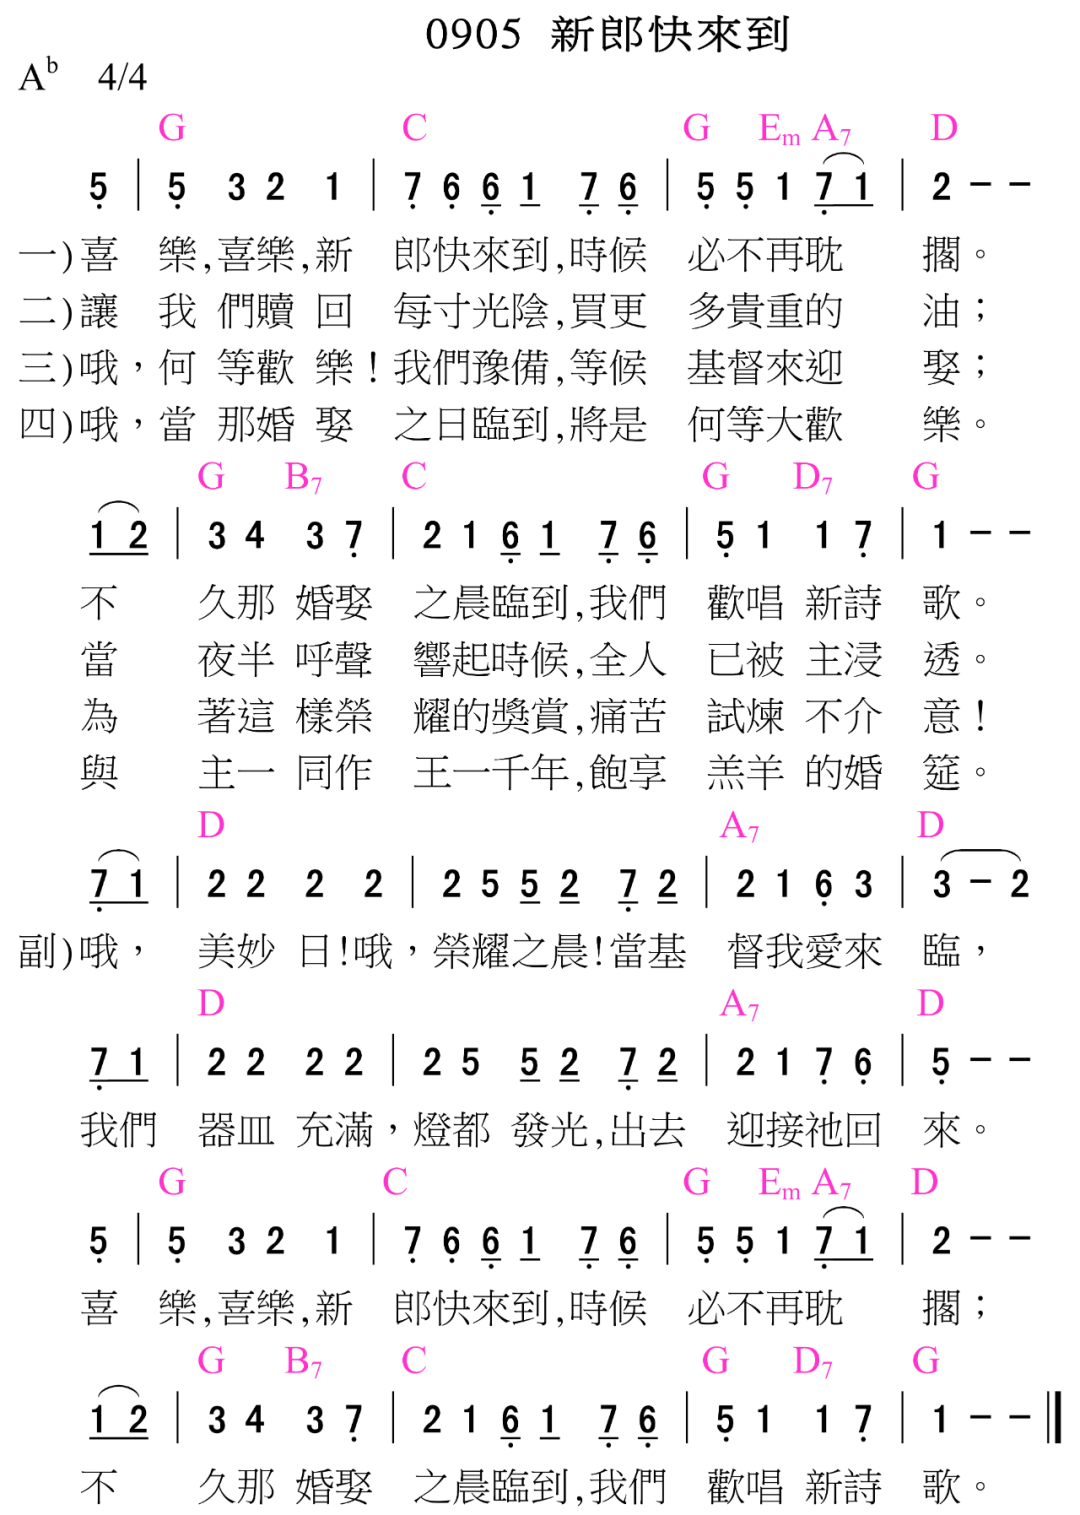 0905 新郎快來到
A♭ 4/4
G C G Em A7 D
5 | 5 3 2 1 | 7 6 6 1 7 6 | 5 5 1 7 1 | 2 – –
一)喜 樂,喜樂,新 郎快來到,時候 必不再耽 擱。
二)讓 我 們贖 回 每寸光陰,買更 多貴重的 油；
三)哦，何 等歡 樂!我們豫備,等候 基督來迎 娶；
四)哦，當 那婚 娶 之日臨到,將是 何等大歡 樂。
G B7 C G D7 G
1 2 | 3 4 3 7 | 2 1 6 1 7 6 | 5 1 1 7 | 1 – –
不 久那 婚娶 之晨臨到,我們 歡唱 新詩 歌。
當 夜半 呼聲 響起時候,全人 已被 主浸 透。
為 著這 樣榮 耀的獎賞,痛苦 試煉 不介 意!
與 主一 同作 王一千年,飽享 羔羊 的婚 筵。
D A7 D
7 1 | 2 2 2 2 | 2 5 5 2 7 2 | 2 1 6 3 | 3 – 2
副)哦， 美妙 日!哦，榮耀之晨!當基 督我愛來 臨，
D A7 D
7 1 | 2 2 2 2 | 2 5 5 2 7 2 | 2 1 7 6 | 5 – –
我們 器皿 充滿，燈都 發光,出去 迎接祂回 來。
G C G Em A7 D
5 | 5 3 2 1 | 7 6 6 1 7 6 | 5 5 1 7 1 | 2 – –
喜 樂,喜樂,新 郎快來到,時候 必不再耽 擱；
G B7 C G D7 G
1 2 | 3 4 3 7 | 2 1 6 1 7 6 | 5 1 1 7 | 1 – – ‖
不 久那 婚娶 之晨臨到,我們 歡唱 新詩 歌。